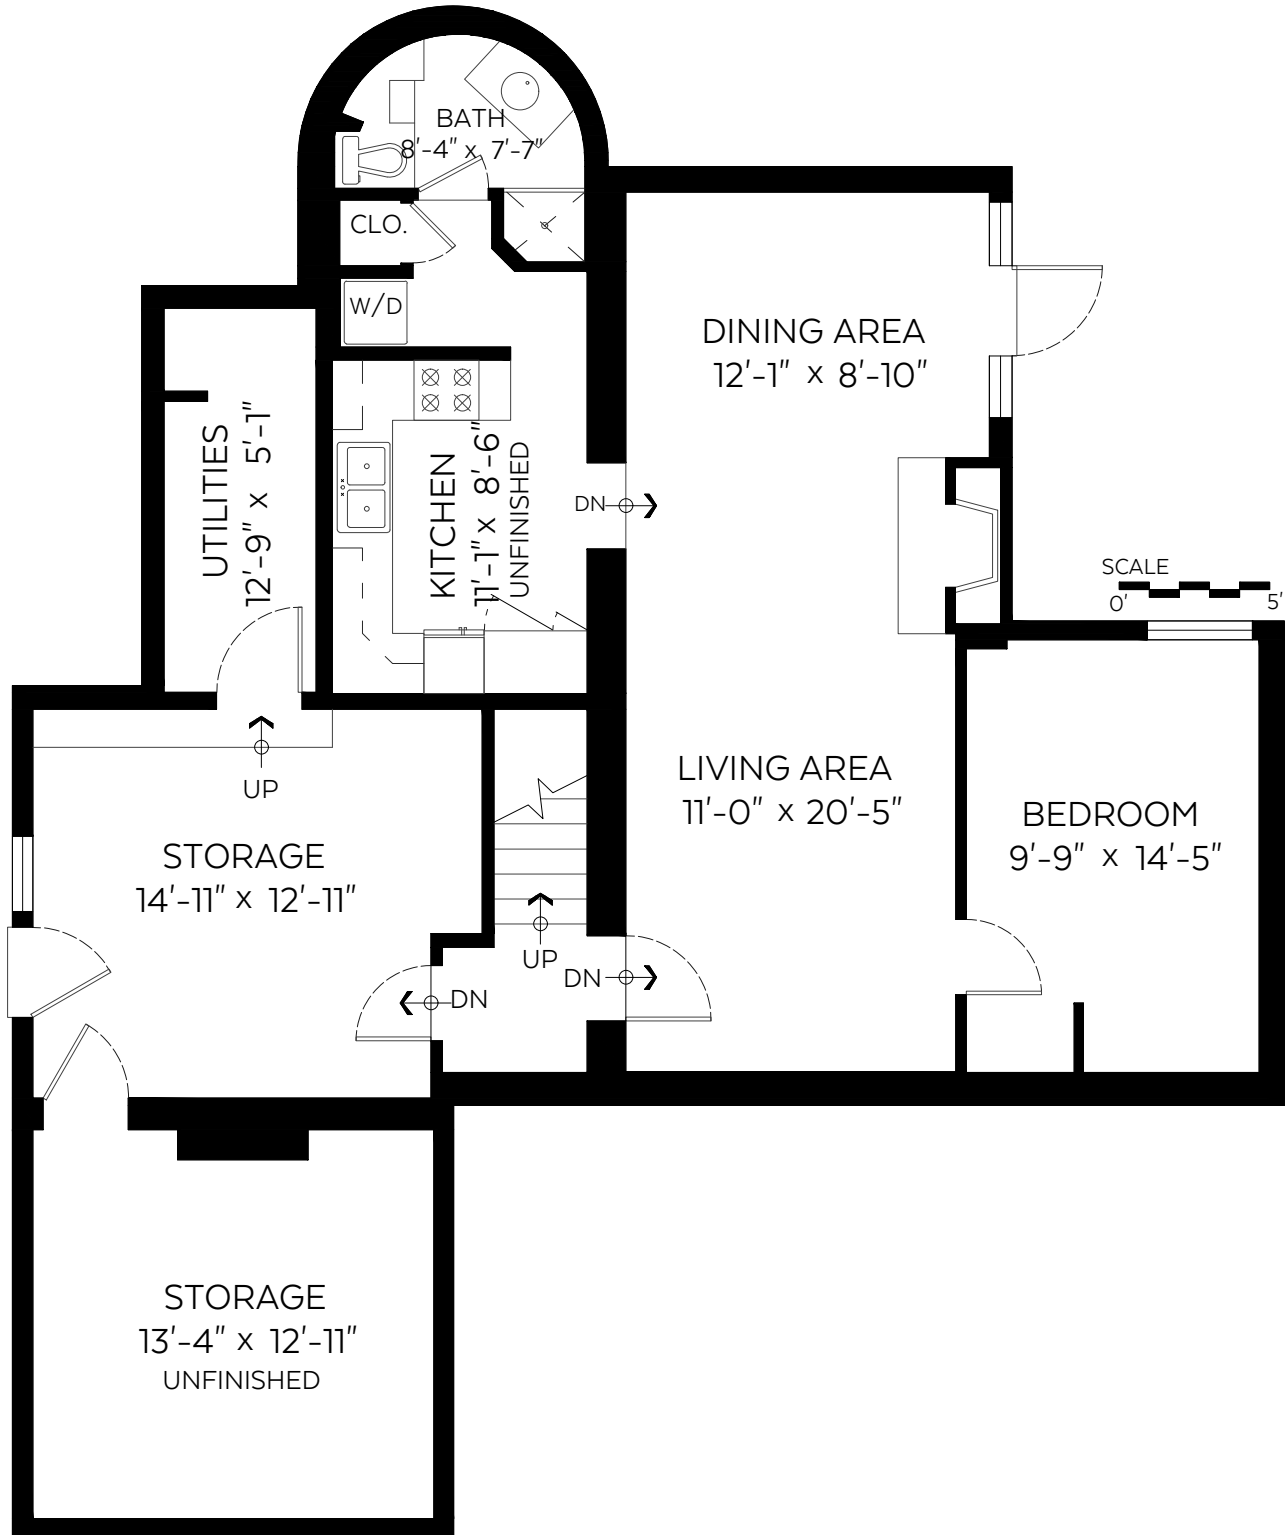 BATH
8'-4" x 7'-7"
CLO.
W/D
DINING AREA
12'-1" x 8'-10"
UTILITIES
12'-9" x 5'-1"
KITCHEN
11'-1" x 8'-6"
UNFINISHED
DN
SCALE
0' 5'
UP
LIVING AREA
11'-0" x 20'-5"
BEDROOM
9'-9" x 14'-5"
STORAGE
14'-11" x 12'-11"
UP
DN
DN
STORAGE
13'-4" x 12'-11"
UNFINISHED